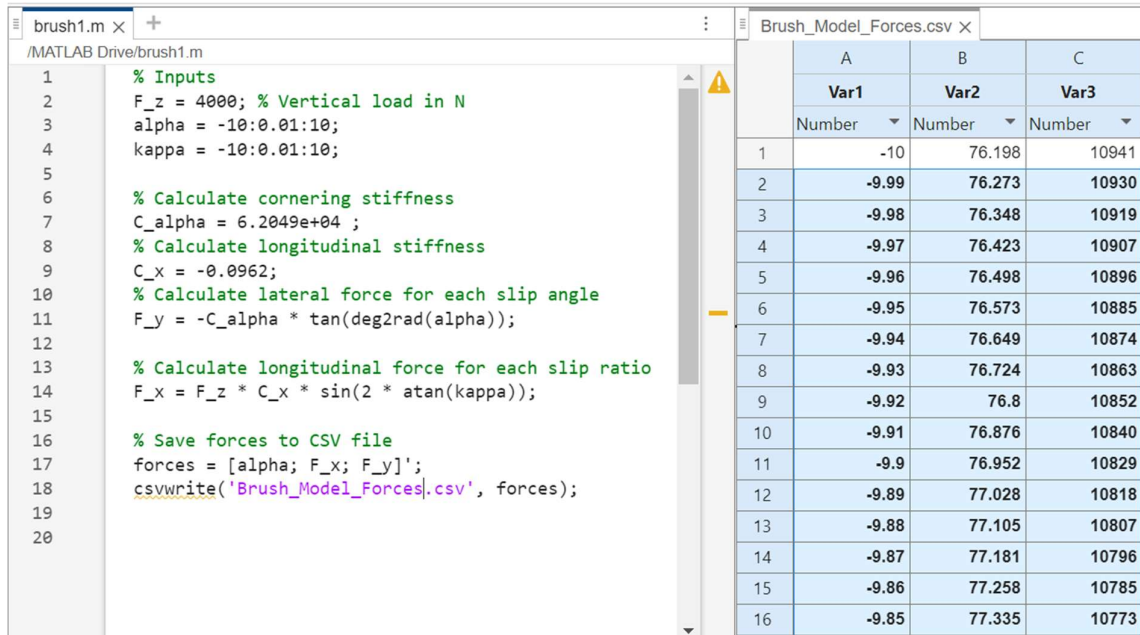 brush1.m
/MATLAB Drive/brush1.m
1 % Inputs
2 F_z = 4000; % Vertical load in N
3 alpha = -10:0.01:10;
4 kappa = -10:0.01:10;
5
6 % Calculate cornering stiffness
7 C_alpha = 6.2049e+04 ;
8 % Calculate longitudinal stiffness
9 C_x = -0.0962;
10 % Calculate lateral force for each slip angle
11 F_y = -C_alpha * tan(deg2rad(alpha));
12
13 % Calculate longitudinal force for each slip ratio
14 F_x = F_z * C_x * sin(2 * atan(kappa));
15
16 % Save forces to CSV file
17 forces = [alpha; F_x; F_y]';
18 csvwrite('Brush_Model_Forces.csv', forces);
19
20
Brush_Model_Forces.csv
A B C
Var1 Var2 Var3
Number Number Number
1 -10 76.198 10941
2 -9.99 76.273 10930
3 -9.98 76.348 10919
4 -9.97 76.423 10907
5 -9.96 76.498 10896
6 -9.95 76.573 10885
7 -9.94 76.649 10874
8 -9.93 76.724 10863
9 -9.92 76.8 10852
10 -9.91 76.876 10840
11 -9.9 76.952 10829
12 -9.89 77.028 10818
13 -9.88 77.105 10807
14 -9.87 77.181 10796
15 -9.86 77.258 10785
16 -9.85 77.335 10773